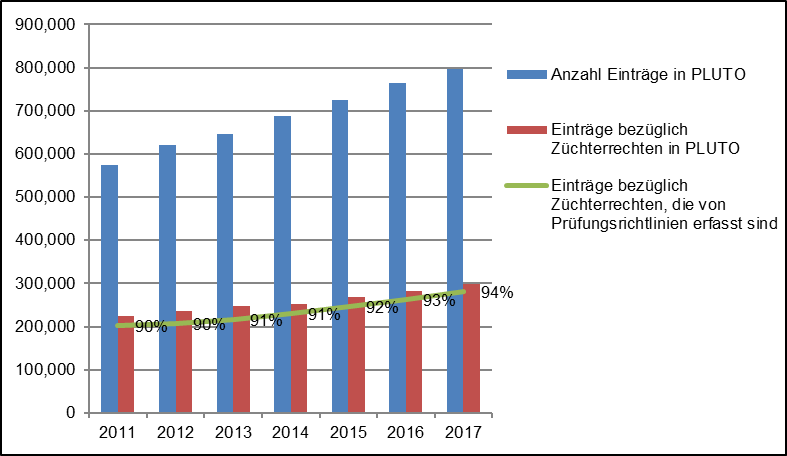 900,000
800,000
700,000
600,000
500,000
400,000
300,000
200,000
100,000
0
2011 2012 2013 2014 2015 2016 2017
90% 90% 91% 91% 92% 93% 94%
Anzahl Einträge in PLUTO
Einträge bezüglich
Züchterrechten in PLUTO
Einträge bezüglich
Züchterrechten, die von
Prüfungsrichtlinien erfasst sind